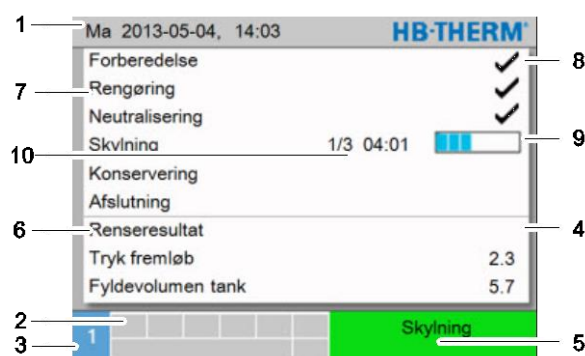 1 Ma 2013-05-04, 14:03 HB-THERM®
Forberedelse 8
7 Rengøring
Neutralisering
Skylning 1/3 04:01 9
10
Konservering
Afslutning
6 Renseresultat 4
Tryk fremløb 2.3
Fyldevolumen tank 5.7
2
3 1 Skylning 5